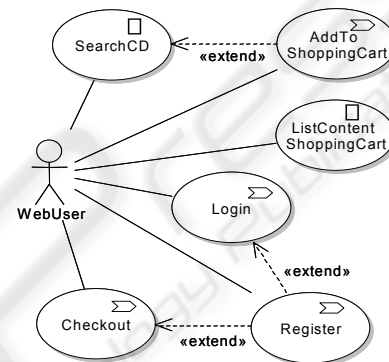 SearchCD
«extend»
AddTo
ShoppingCart
ListContent
ShoppingCart
WebUser
Login
«extend»
Checkout
«extend»
Register